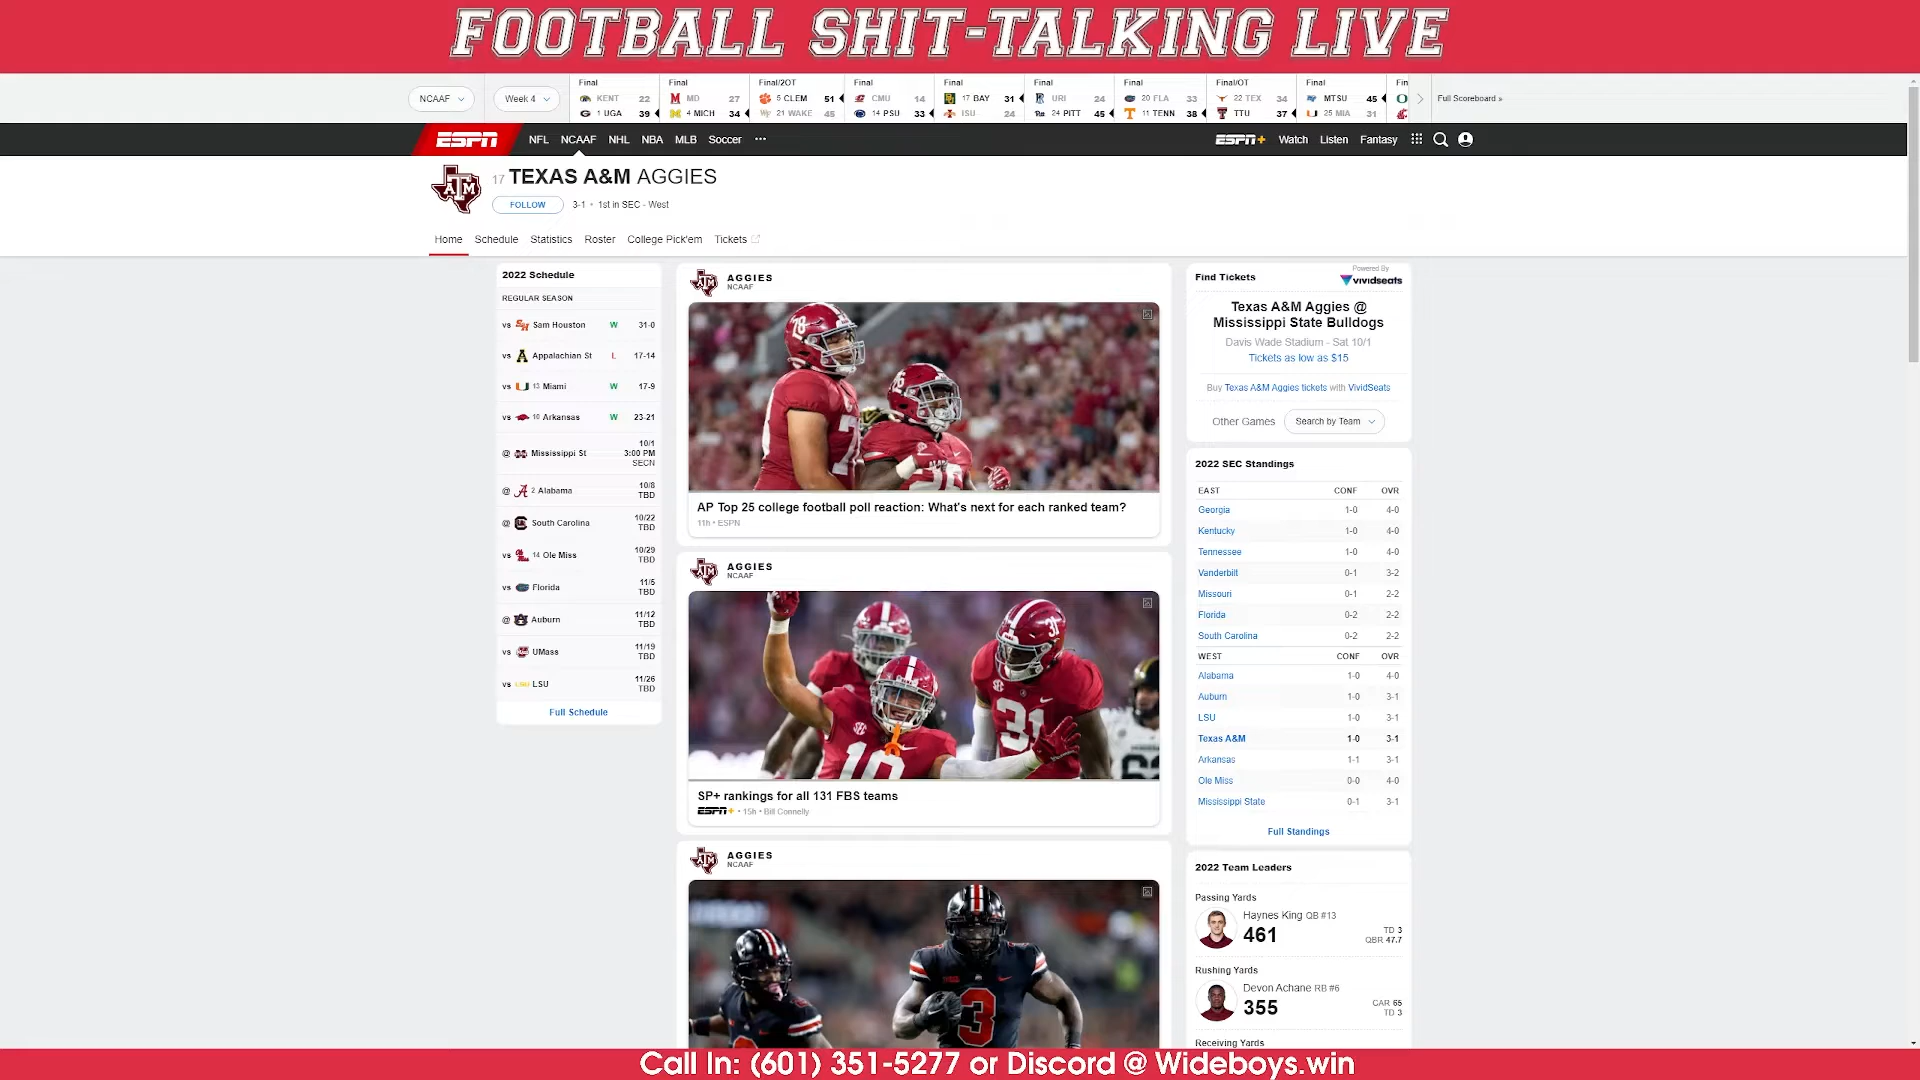 FOOTBALL SHIT-TALKING LIVE
NCAAF
Week 4
Final
KENT 22
1 UGA 39
Final
MD 27
4 MICH 34
Final/2OT
5 CLEM 51
21 WAKE 45
Final
CMU 14
14 PSU 33
Final
17 BAY 31
ISU 24
Final
URI 24
24 PITT 45
Final
20 FLA 33
11 TENN 38
Final/OT
22 TEX 34
TTU 37
Final
MTSU 45
25 MIA 31
Fin
Full Scoreboard »
ESPN NFL NCAAF NHL NBA MLB Soccer ••• ESPN+ Watch Listen Fantasy
17 TEXAS A&M AGGIES
FOLLOW 3-1 • 1st in SEC - West
Home Schedule Statistics Roster College Pick'em Tickets
2022 Schedule
REGULAR SEASON
vs Sam Houston W 31-0
vs Appalachian St L 17-14
vs 13 Miami W 17-9
vs 10 Arkansas W 23-21
@ Mississippi St 10/1 3:00 PM SECN
@ 2 Alabama 10/8 TBD
@ South Carolina 10/22 TBD
vs 14 Ole Miss 10/29 TBD
vs Florida 11/5 TBD
@ Auburn 11/12 TBD
vs UMass 11/19 TBD
vs LSU 11/26 TBD
Full Schedule
AGGIES
NCAAF
AP Top 25 college football poll reaction: What's next for each ranked team?
11h • ESPN
AGGIES
NCAAF
SP+ rankings for all 131 FBS teams
ESPN+ • 15h • Bill Connelly
AGGIES
NCAAF
Find Tickets
Powered By
vividseats
Texas A&M Aggies @
Mississippi State Bulldogs
Davis Wade Stadium - Sat 10/1
Tickets as low as $15
Buy Texas A&M Aggies tickets with VividSeats
Other Games Search by Team
2022 SEC Standings
EAST CONF OVR
Georgia 1-0 4-0
Kentucky 1-0 4-0
Tennessee 1-0 4-0
Vanderbilt 0-1 3-2
Missouri 0-1 2-2
Florida 0-2 2-2
South Carolina 0-2 2-2
WEST CONF OVR
Alabama 1-0 4-0
Auburn 1-0 3-1
LSU 1-0 3-1
Texas A&M 1-0 3-1
Arkansas 1-1 3-1
Ole Miss 0-0 4-0
Mississippi State 0-1 3-1
Full Standings
2022 Team Leaders
Passing Yards
Haynes King QB #13
461 TD 3
QBR 47.7
Rushing Yards
Devon Achane RB #6
355 CAR 65
TD 3
Receiving Yards
Call In: (601) 351-5277 or Discord @ Wideboys.win